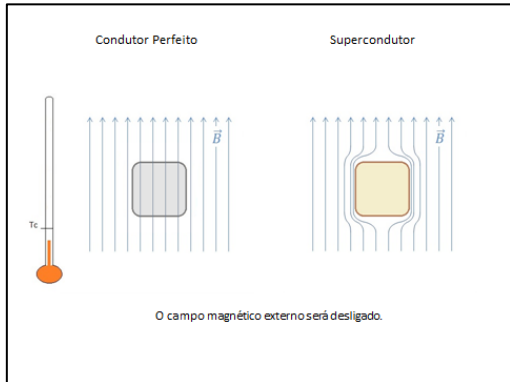 Condutor Perfeito
Supercondutor
B
B
Tc
O campo magnético externo será desligado.